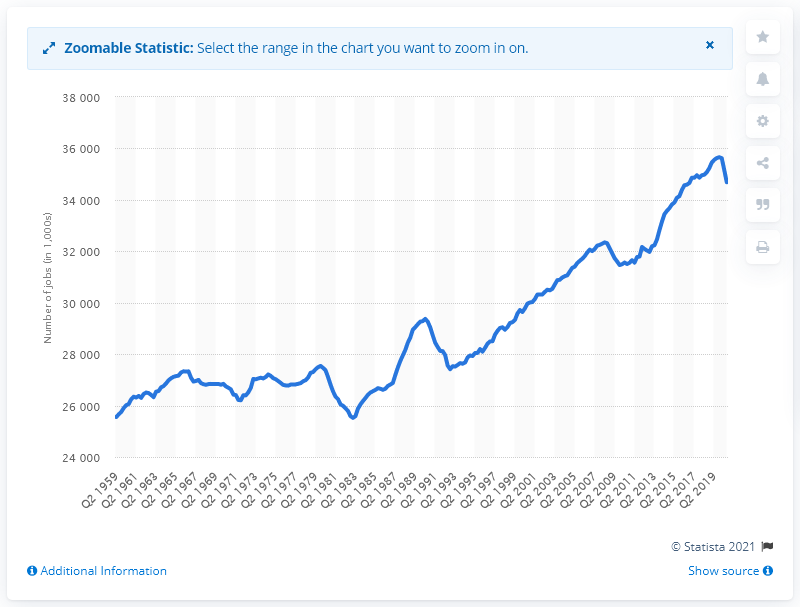 Zoomable Statistic: Select the range in the chart you want to zoom in on.
38 000
36 000
34 000
32 000
30 000
28 000
26 000
24 000
Number of jobs (in 1,000s)
Q2 1959
Q2 1961
Q2 1963
Q2 1965
Q2 1967
Q2 1969
Q2 1971
Q2 1973
Q2 1975
Q2 1977
Q2 1979
Q2 1981
Q2 1983
Q2 1985
Q2 1987
Q2 1989
Q2 1991
Q2 1993
Q2 1995
Q2 1997
Q2 1999
Q2 2001
Q2 2003
Q2 2005
Q2 2007
Q2 2009
Q2 2011
Q2 2013
Q2 2015
Q2 2017
Q2 2019
© Statista 2021
Additional Information
Show source